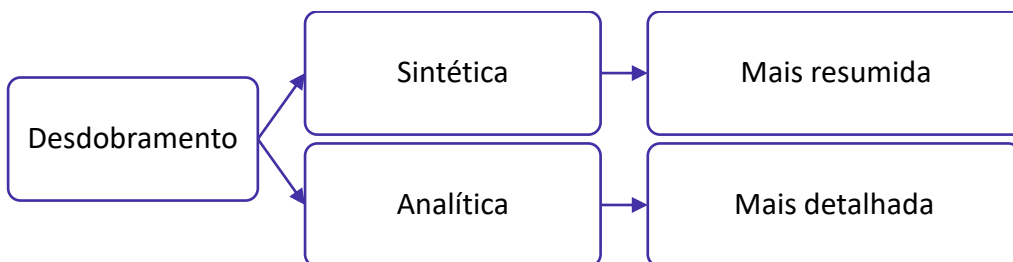 Desdobramento
Sintética
Mais resumida
Analítica
Mais detalhada